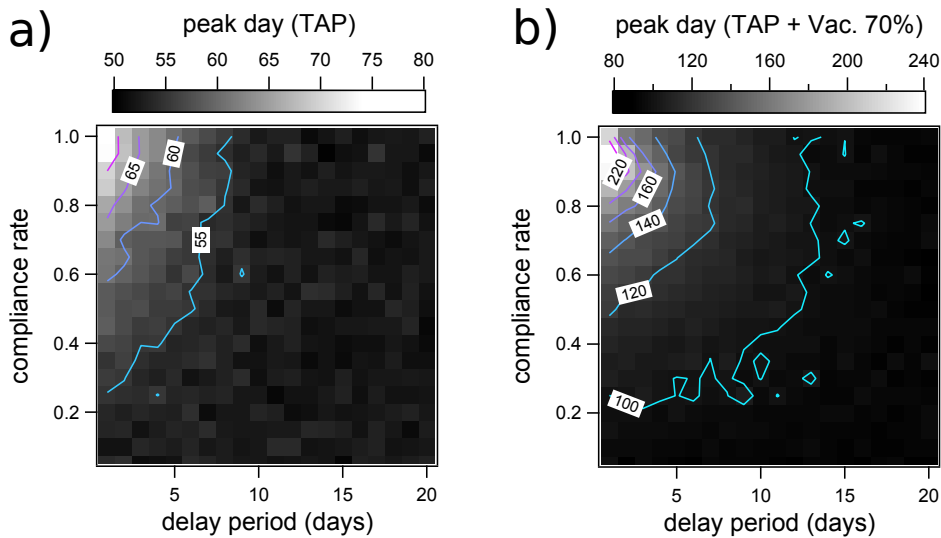 a)
peak day (TAP)
50 55 60 65 70 75 80
1.0
0.8
0.6
0.4
0.2
compliance rate
65
60
55
5 10 15 20
delay period (days)
b)
peak day (TAP + Vac. 70%)
80 120 160 200 240
1.0
0.8
0.6
0.4
0.2
compliance rate
220
160
140
120
100
5 10 15 20
delay period (days)